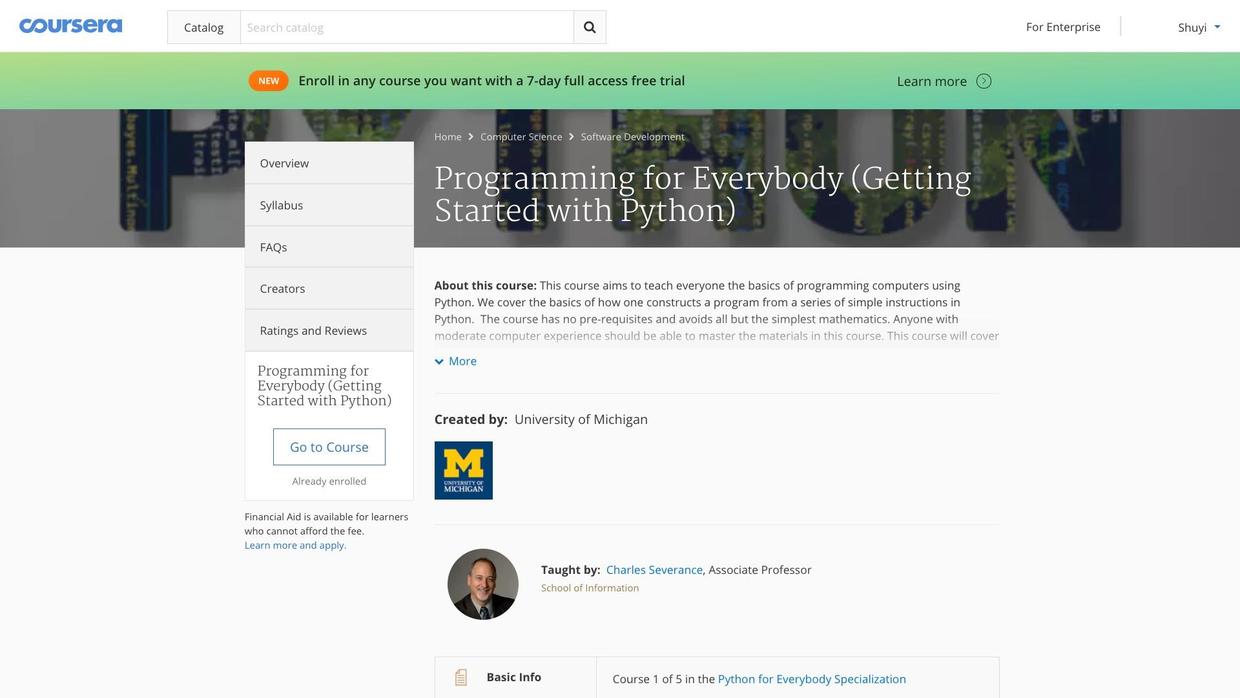 coursera
Catalog
Search catalog
For Enterprise
Shuyi
NEW
Enroll in any course you want with a 7-day full access free trial
Learn more
Home
Computer Science
Software Development
Programming for Everybody (Getting
Started with Python)
Overview
Syllabus
FAQs
Creators
Ratings and Reviews
Programming for
Everybody (Getting
Started with Python)
Go to Course
Already enrolled
Financial Aid is available for learners
who cannot afford the fee.
Learn more and apply.
About this course: This course aims to teach everyone the basics of programming computers using
Python. We cover the basics of how one constructs a program from a series of simple instructions in
Python.  The course has no pre-requisites and avoids all but the simplest mathematics. Anyone with
moderate computer experience should be able to master the materials in this course. This course will cover
More
Created by:  University of Michigan
M
UNIVERSITY OF
MICHIGAN
Taught by:  Charles Severance, Associate Professor
School of Information
Basic Info
Course 1 of 5 in the Python for Everybody Specialization